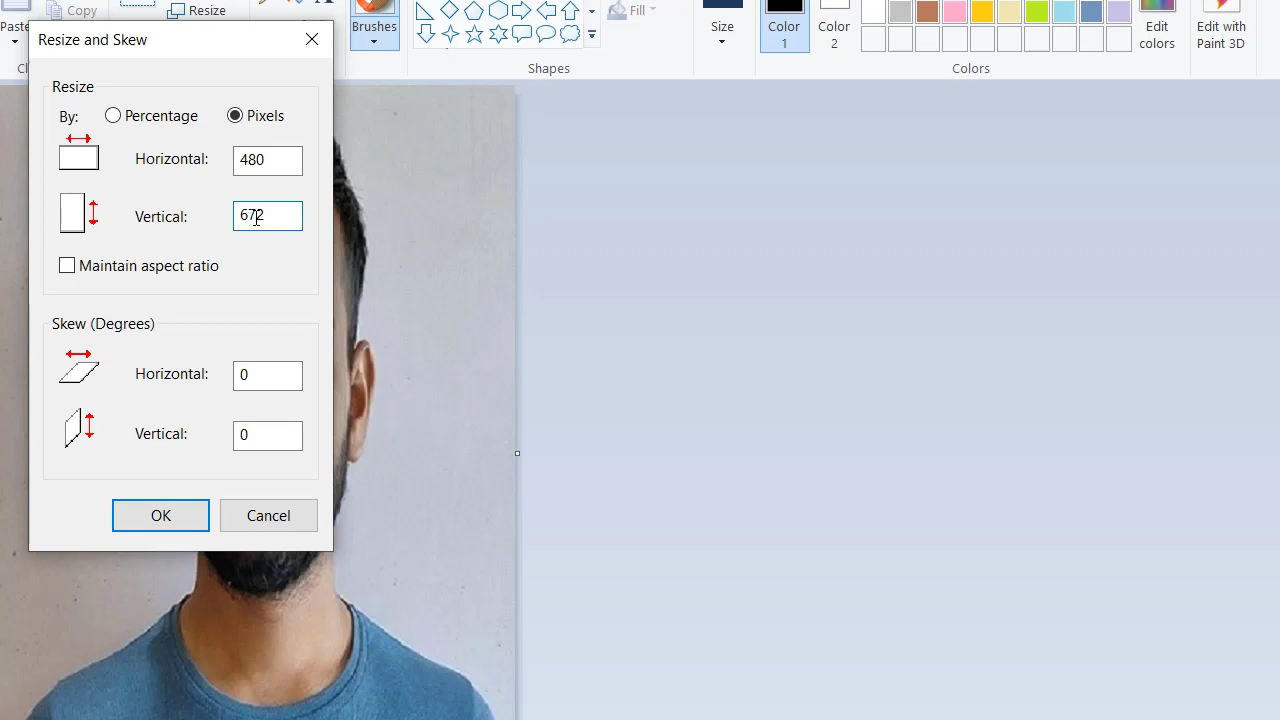 Paste
Copy
Cl
Resize
Brushes
Fill
Shapes
Size
Color
1
Color
2
Edit
colors
Colors
Edit with
Paint 3D
Resize and Skew
Resize
By:
Percentage
Pixels
Horizontal:
480
Vertical:
672
Maintain aspect ratio
Skew (Degrees)
Horizontal:
0
Vertical:
0
OK
Cancel